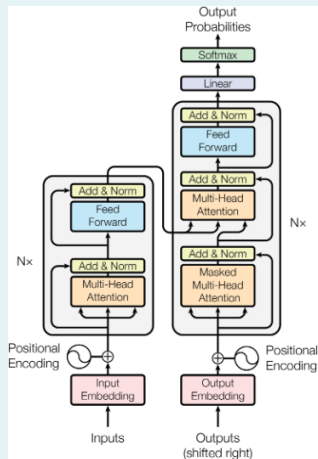 Output
Probabilities
Softmax
Linear
Add & Norm
Feed
Forward
Add & Norm
Multi-Head
Attention
Add & Norm
Masked
Multi-Head
Attention
Nx
Add & Norm
Feed
Forward
Add & Norm
Multi-Head
Attention
Nx
Positional
Encoding
Positional
Encoding
Input
Embedding
Output
Embedding
Inputs
Outputs
(shifted right)